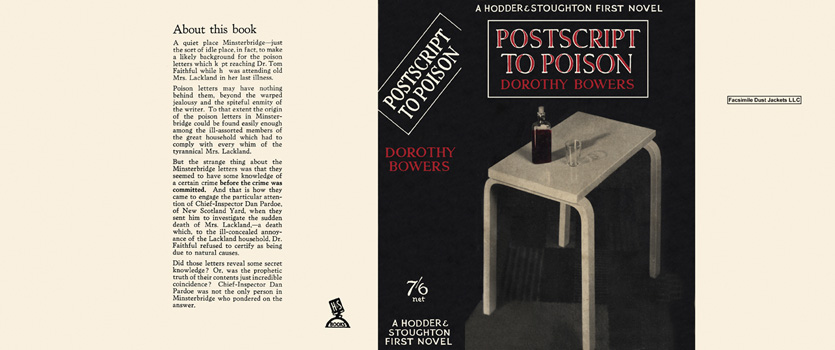 About this book
A quiet place Minsterbridge—just
the sort of idle place, in fact, to make
a likely background for the poison
letters which k pt reaching Dr. Tom
Faithful while h was attending old
Mrs. Lackland in her last illness.
Poison letters may have nothing
behind them, beyond the warped
jealousy and the spiteful enmity of
the writer. To that extent the origin
of the poison letters in Minster-
bridge could be found easily enough
among the ill-assorted members of
the great household which had to
comply with every whim of the
tyrannical Mrs. Lackland.
But the strange thing about the
Minsterbridge letters was that they
seemed to have some knowledge of
a certain crime before the crime was
committed. And that is how they
came to engage the particular atten-
tion of Chief-Inspector Dan Pardoe,
of New Scotland Yard, when they
sent him to investigate the sudden
death of Mrs. Lackland,—a death
which, to the ill-concealed annoy-
ance of the Lackland household, Dr.
Faithful refused to certify as being
due to natural causes.
Did those letters reveal some secret
knowledge? Or, was the prophetic
truth of their contents just incredible
coincidence? Chief-Inspector Dan
Pardoe was not the only person in
Minsterbridge who pondered on the
answer.
H&S
BOOKS
POSTSCRIPT
TO POISON
DOROTHY
BOWERS
7/6
net
A HODDER &
STOUGHTON
FIRST NOVEL
A HODDER & STOUGHTON FIRST NOVEL
POSTSCRIPT
TO POISON
DOROTHY BOWERS
Facsimile Dust Jackets LLC